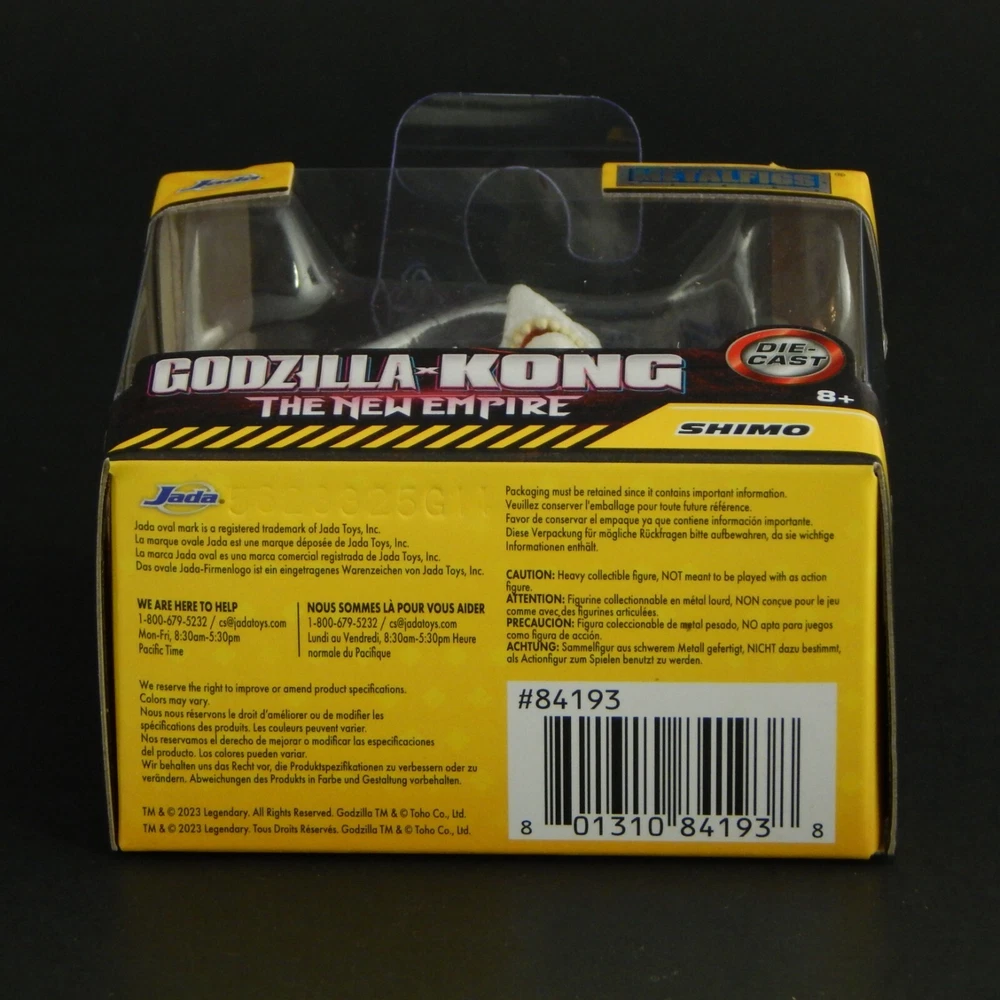 Jada
METALFIGS™
GODZILLA x KONG
THE NEW EMPIRE
DIE-CAST
8+
SHIMO
Jada®
Jada oval mark is a registered trademark of Jada Toys, Inc.
La marque ovale Jada est une marque déposée de Jada Toys, Inc.
La marca Jada oval es una marca comercial registrada de Jada Toys, Inc.
Das ovale Jada-Firmenlogo ist ein eingetragenes Warenzeichen von Jada Toys, Inc.
WE ARE HERE TO HELP
1-800-679-5232 / cs@jadatoys.com
Mon-Fri, 8:30am-5:30pm
Pacific Time
NOUS SOMMES LÀ POUR VOUS AIDER
1-800-679-5232 / cs@jadatoys.com
Lundi au Vendredi, 8:30am-5:30pm Heure
normale du Pacifique
We reserve the right to improve or amend product specifications.
Colors may vary.
Nous nous réservons le droit d'améliorer ou de modifier les
spécifications des produits. Les couleurs peuvent varier.
Nos reservamos el derecho de mejorar o modificar las especificaciones
del producto. Los colores pueden variar.
Wir behalten uns das Recht vor, die Produktspezifikationen zu verbessern oder zu
verändern. Abweichungen des Produkts in Farbe und Gestaltung vorbehalten.
TM & © 2023 Legendary. All Rights Reserved. Godzilla TM & © Toho Co., Ltd.
TM & © 2023 Legendary. Tous Droits Réservés. Godzilla TM & © Toho Co., Ltd.
Packaging must be retained since it contains important information.
Veuillez conserver l'emballage pour toute future référence.
Favor de conservar el empaque ya que contiene información importante.
Diese Verpackung für mögliche Rückfragen bitte aufbewahren, da sie wichtige
Informationen enthält.
CAUTION: Heavy collectible figure, NOT meant to be played with as action
figure.
ATTENTION: Figurine collectionnable en métal lourd, NON conçue pour le jeu
comme avec des figurines articulées.
PRECAUCIÓN: Figura coleccionable de metal pesado, NO apta para juegos
como figura de acción.
ACHTUNG: Sammelfigur aus schwerem Metall gefertigt, NICHT dazu bestimmt,
als Actionfigur zum Spielen benutzt zu werden.
#84193
8 01310 84193 8